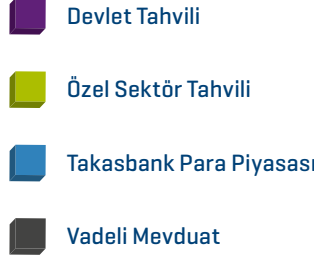 Devlet Tahvili
Özel Sektör Tahvili
Takasbank Para Piyasası
Vadeli Mevduat